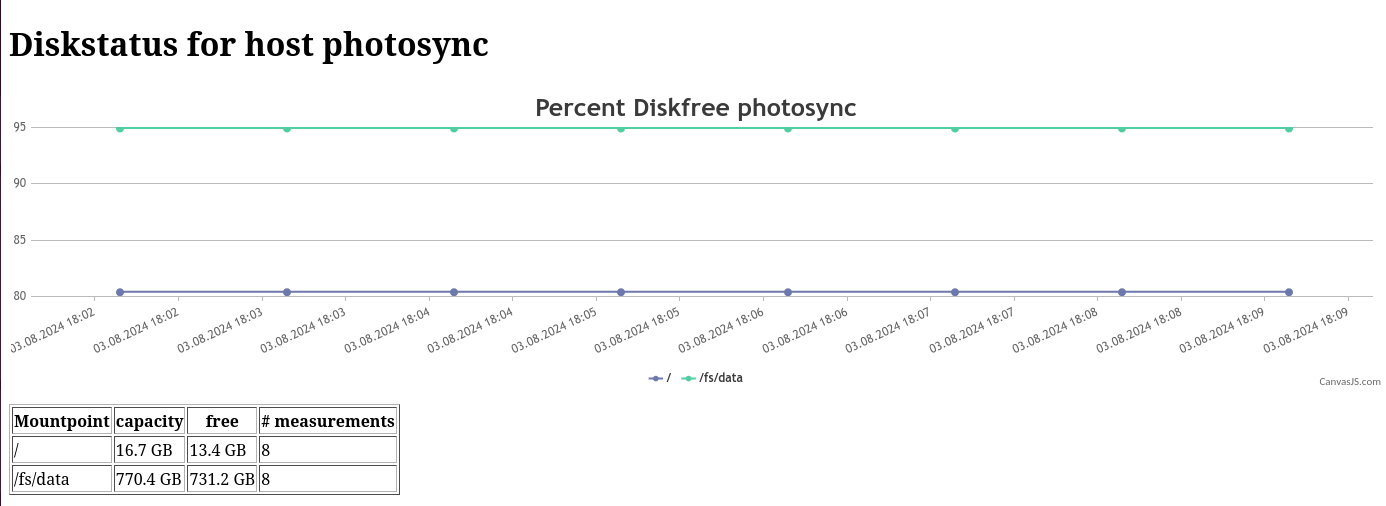 Diskstatus for host photosync
Percent Diskfree photosync
95
90
85
80
03.08.2024 18:02
03.08.2024 18:02
03.08.2024 18:03
03.08.2024 18:03
03.08.2024 18:04
03.08.2024 18:04
03.08.2024 18:05
03.08.2024 18:05
03.08.2024 18:06
03.08.2024 18:06
03.08.2024 18:07
03.08.2024 18:07
03.08.2024 18:08
03.08.2024 18:08
03.08.2024 18:09
03.08.2024 18:09
/ /fs/data
CanvasJS.com
Mountpoint capacity free # measurements
/ 16.7 GB 13.4 GB 8
/fs/data 770.4 GB 731.2 GB 8